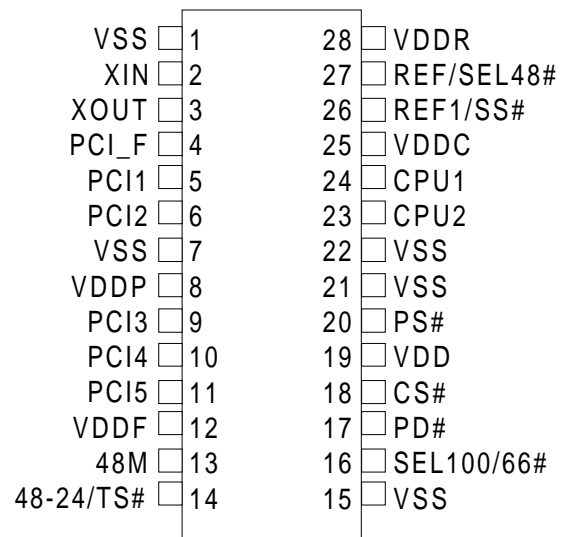 VSS 1 28 VDDR
XIN 2 27 REF/SEL48#
XOUT 3 26 REF1/SS#
PCI_F 4 25 VDDC
PCI1 5 24 CPU1
PCI2 6 23 CPU2
VSS 7 22 VSS
VDDP 8 21 VSS
PCI3 9 20 PS#
PCI4 10 19 VDD
PCI5 11 18 CS#
VDDF 12 17 PD#
48M 13 16 SEL100/66#
48-24/TS# 14 15 VSS